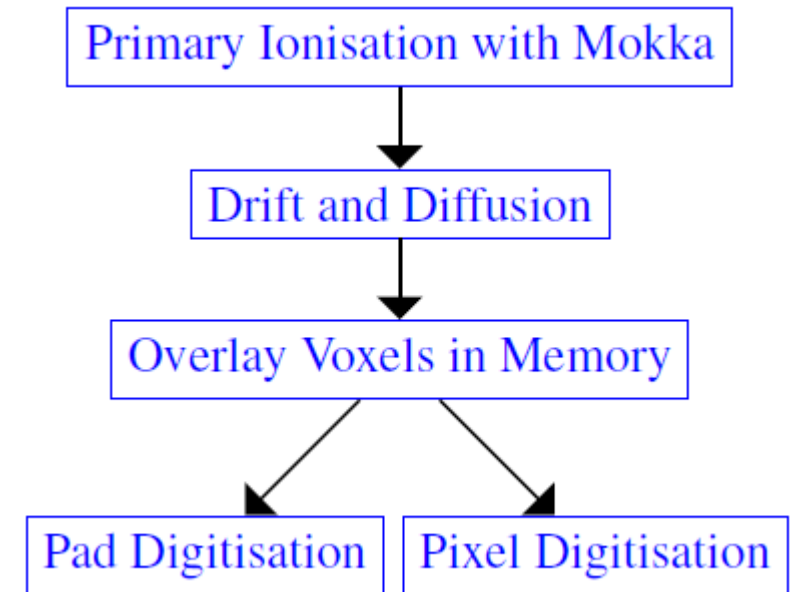 Primary Ionisation with Mokka
Drift and Diffusion
Overlay Voxels in Memory
Pad Digitisation
Pixel Digitisation